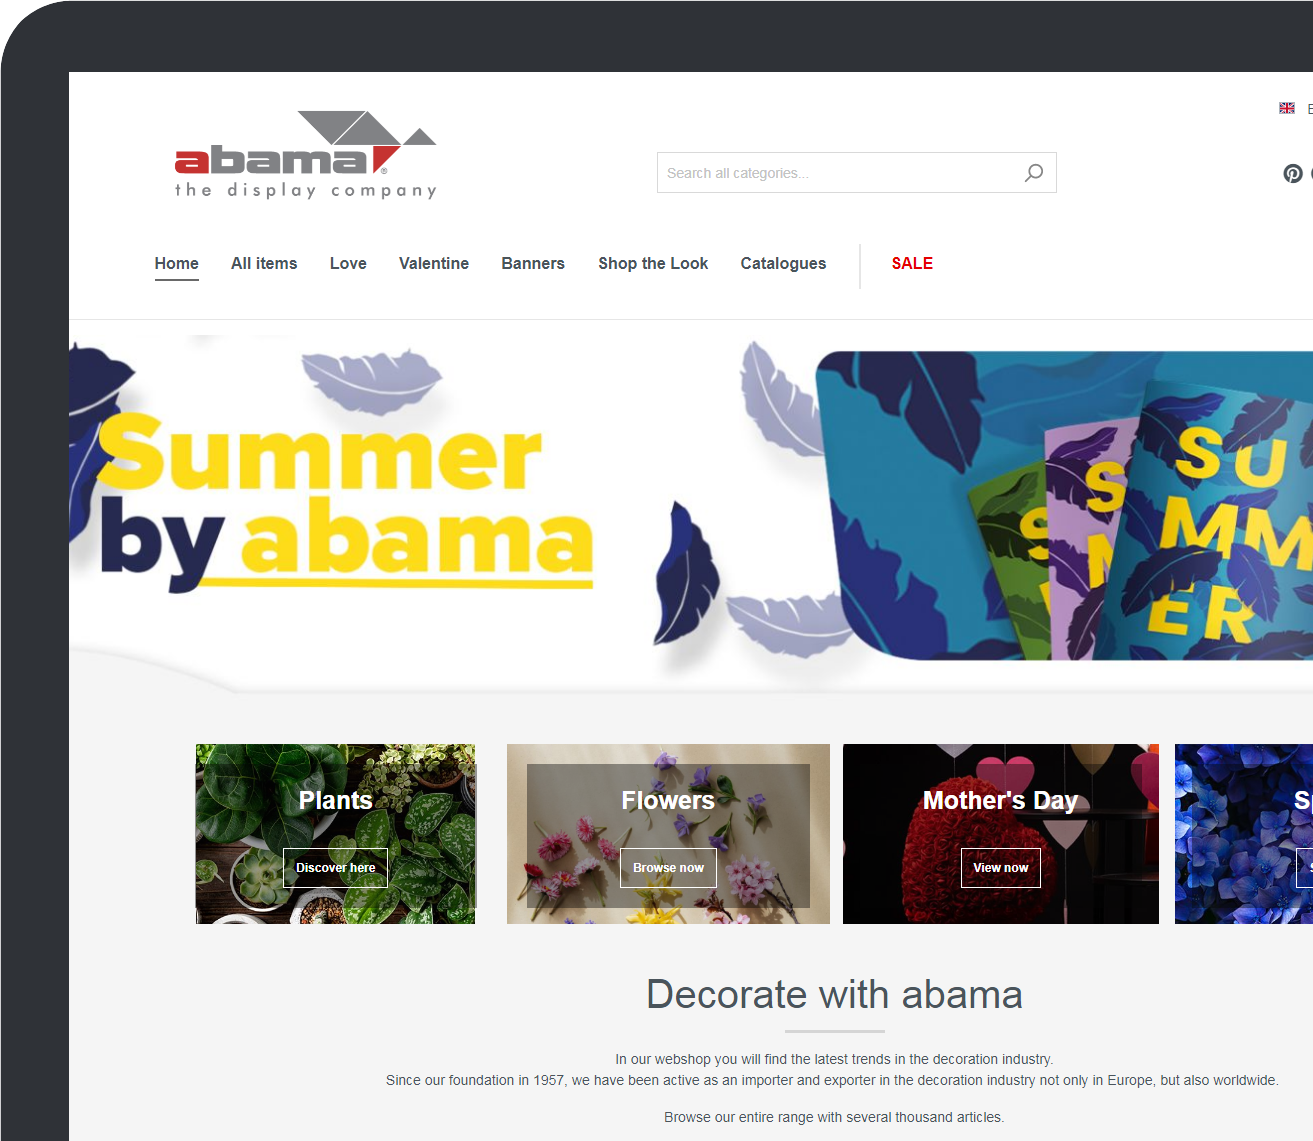 abama®
the display company
Search all categories...
Home All items Love Valentine Banners Shop the Look Catalogues SALE
Summer
by abama
SU
MM
ER
S
M
S
Plants
Discover here
Flowers
Browse now
Mother's Day
View now
Decorate with abama
In our webshop you will find the latest trends in the decoration industry.
Since our foundation in 1957, we have been active as an importer and exporter in the decoration industry not only in Europe, but also worldwide.
Browse our entire range with several thousand articles.